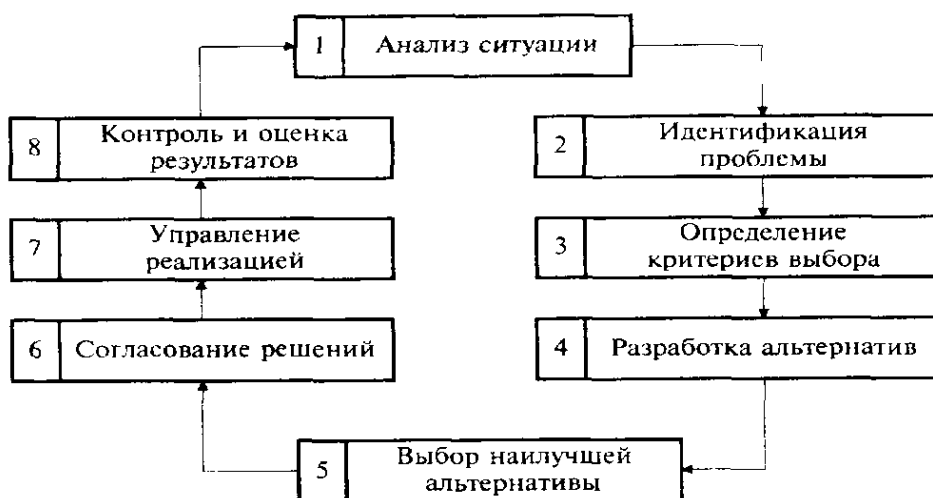 1 Анализ ситуации
2 Идентификация
проблемы
3 Определение
критериев выбора
4 Разработка альтернатив
5 Выбор наилучшей
альтернативы
6 Согласование решений
7 Управление
реализацией
8 Контроль и оценка
результатов